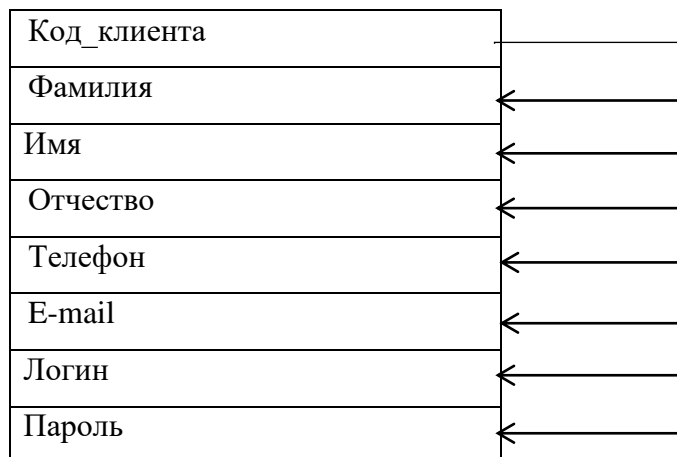 Код_клиента
Фамилия
Имя
Отчество
Телефон
E-mail
Логин
Пароль